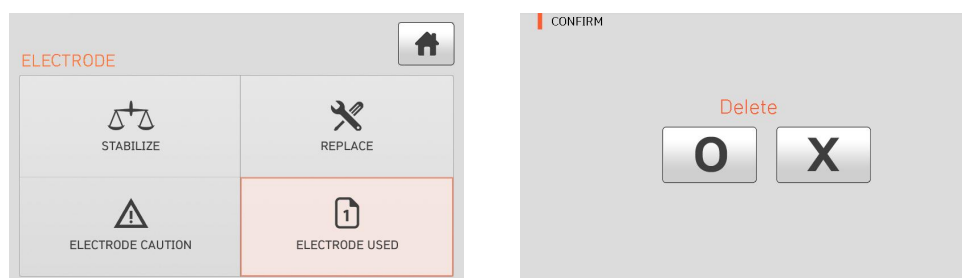 ELECTRODE
STABILIZE
REPLACE
ELECTRODE CAUTION
1
ELECTRODE USED
CONFIRM
Delete
O
X